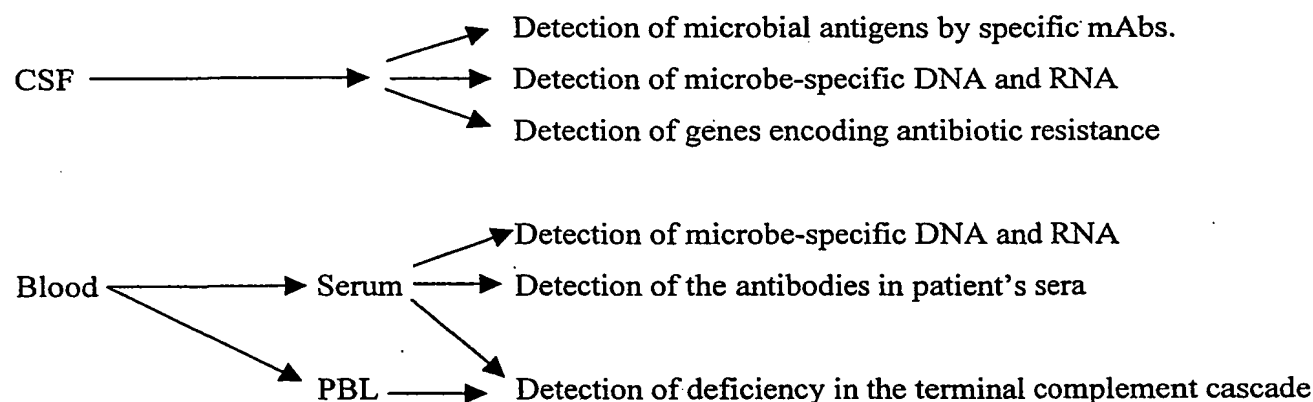 Detection of microbial antigens by specific mAbs.
CSF Detection of microbe-specific DNA and RNA
Detection of genes encoding antibiotic resistance
Detection of microbe-specific DNA and RNA
Blood Serum Detection of the antibodies in patient's sera
PBL Detection of deficiency in the terminal complement cascade